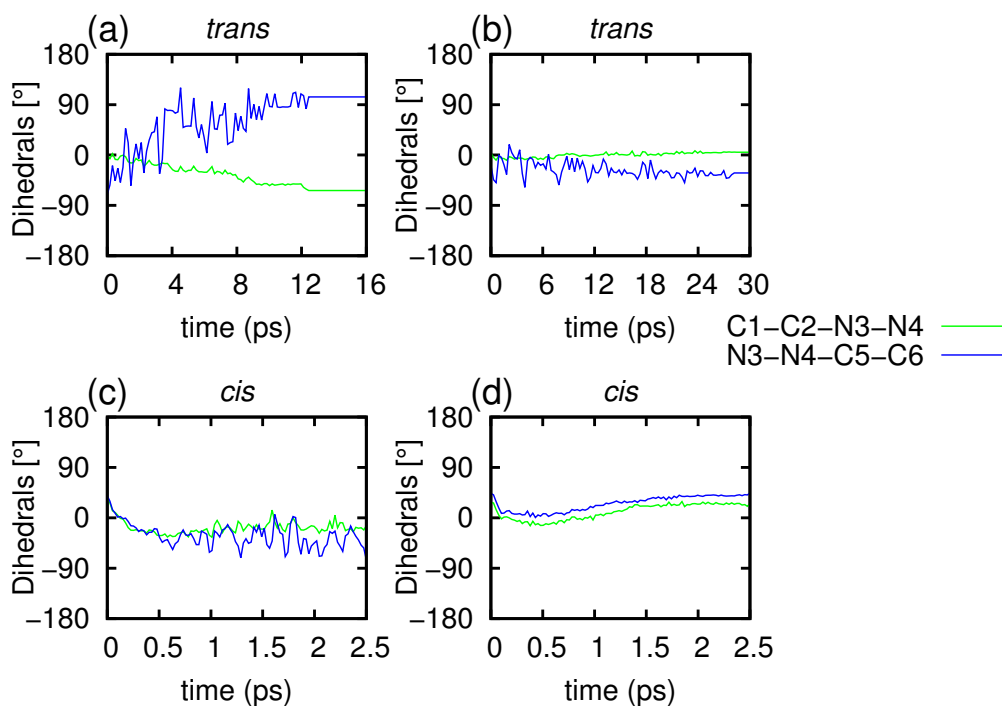 (a) trans
180
90
0
−90
−180
Dihedrals [°]
0 4 8 12 16
time (ps)
(b) trans
180
90
0
−90
−180
Dihedrals [°]
0 6 12 18 24 30
time (ps)
C1−C2−N3−N4
N3−N4−C5−C6
(c) cis
180
90
0
−90
−180
Dihedrals [°]
0 0.5 1 1.5 2 2.5
time (ps)
(d) cis
180
90
0
−90
−180
Dihedrals [°]
0 0.5 1 1.5 2 2.5
time (ps)